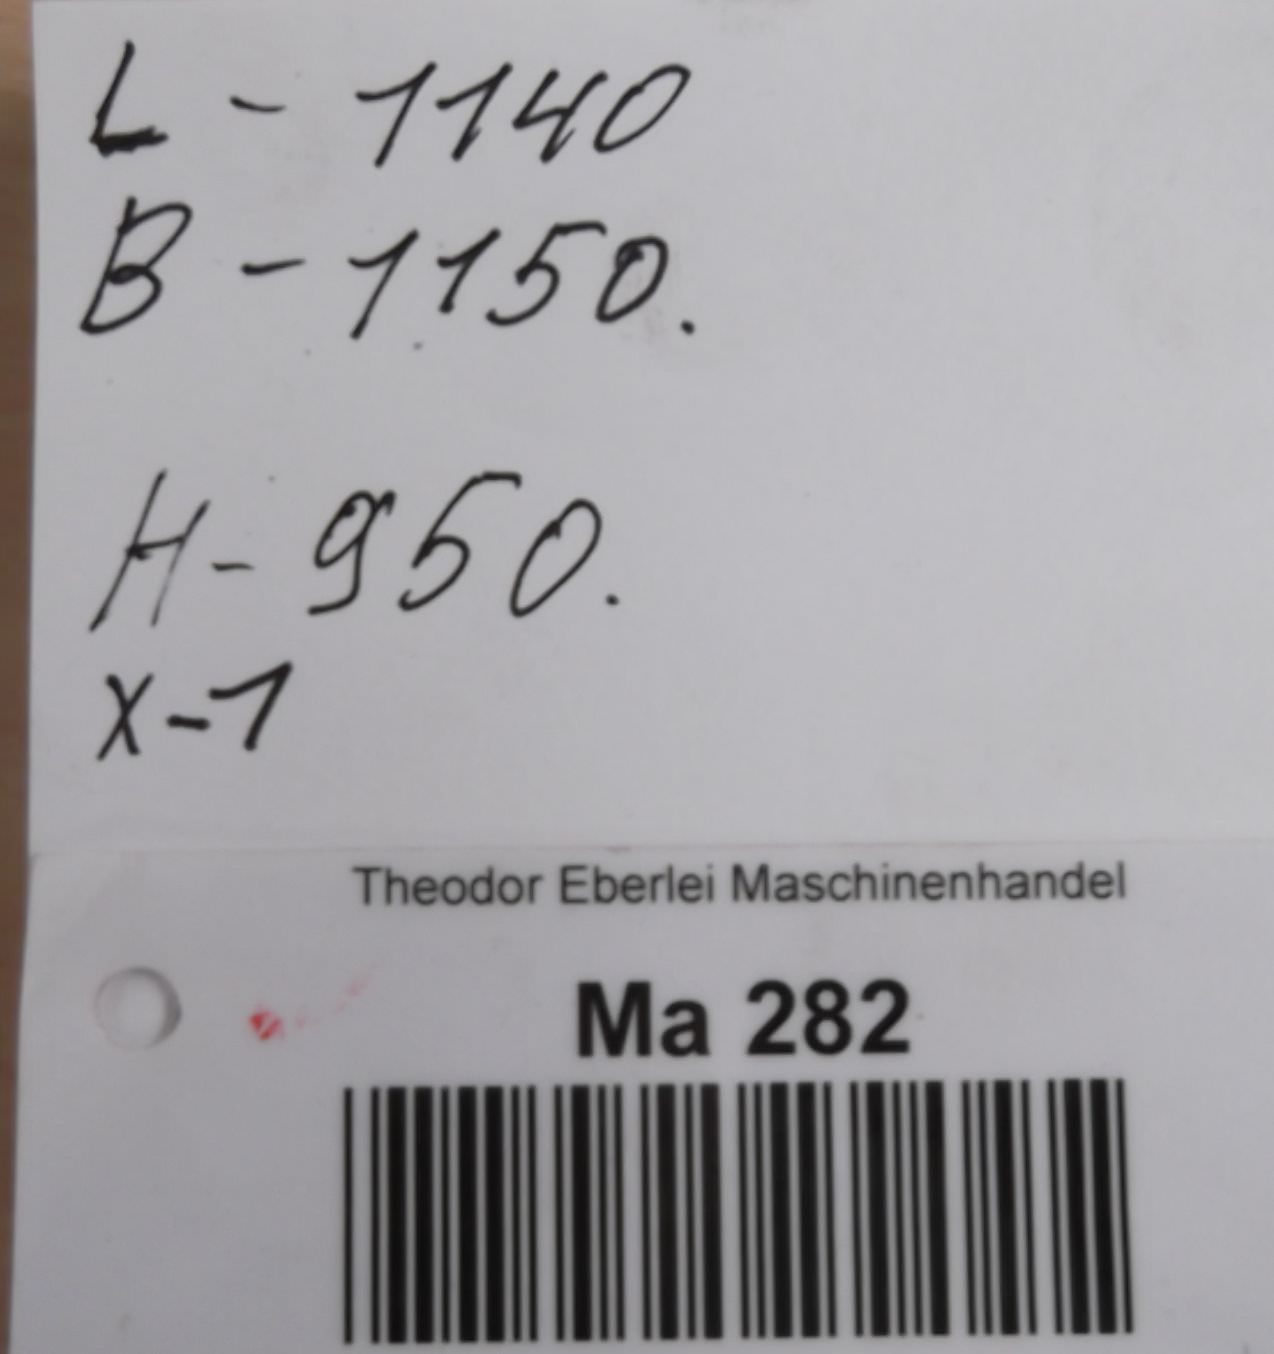 L - 1140
B - 1150.
H - 950.
X - 1
Theodor Eberlei Maschinenhandel
Ma 282